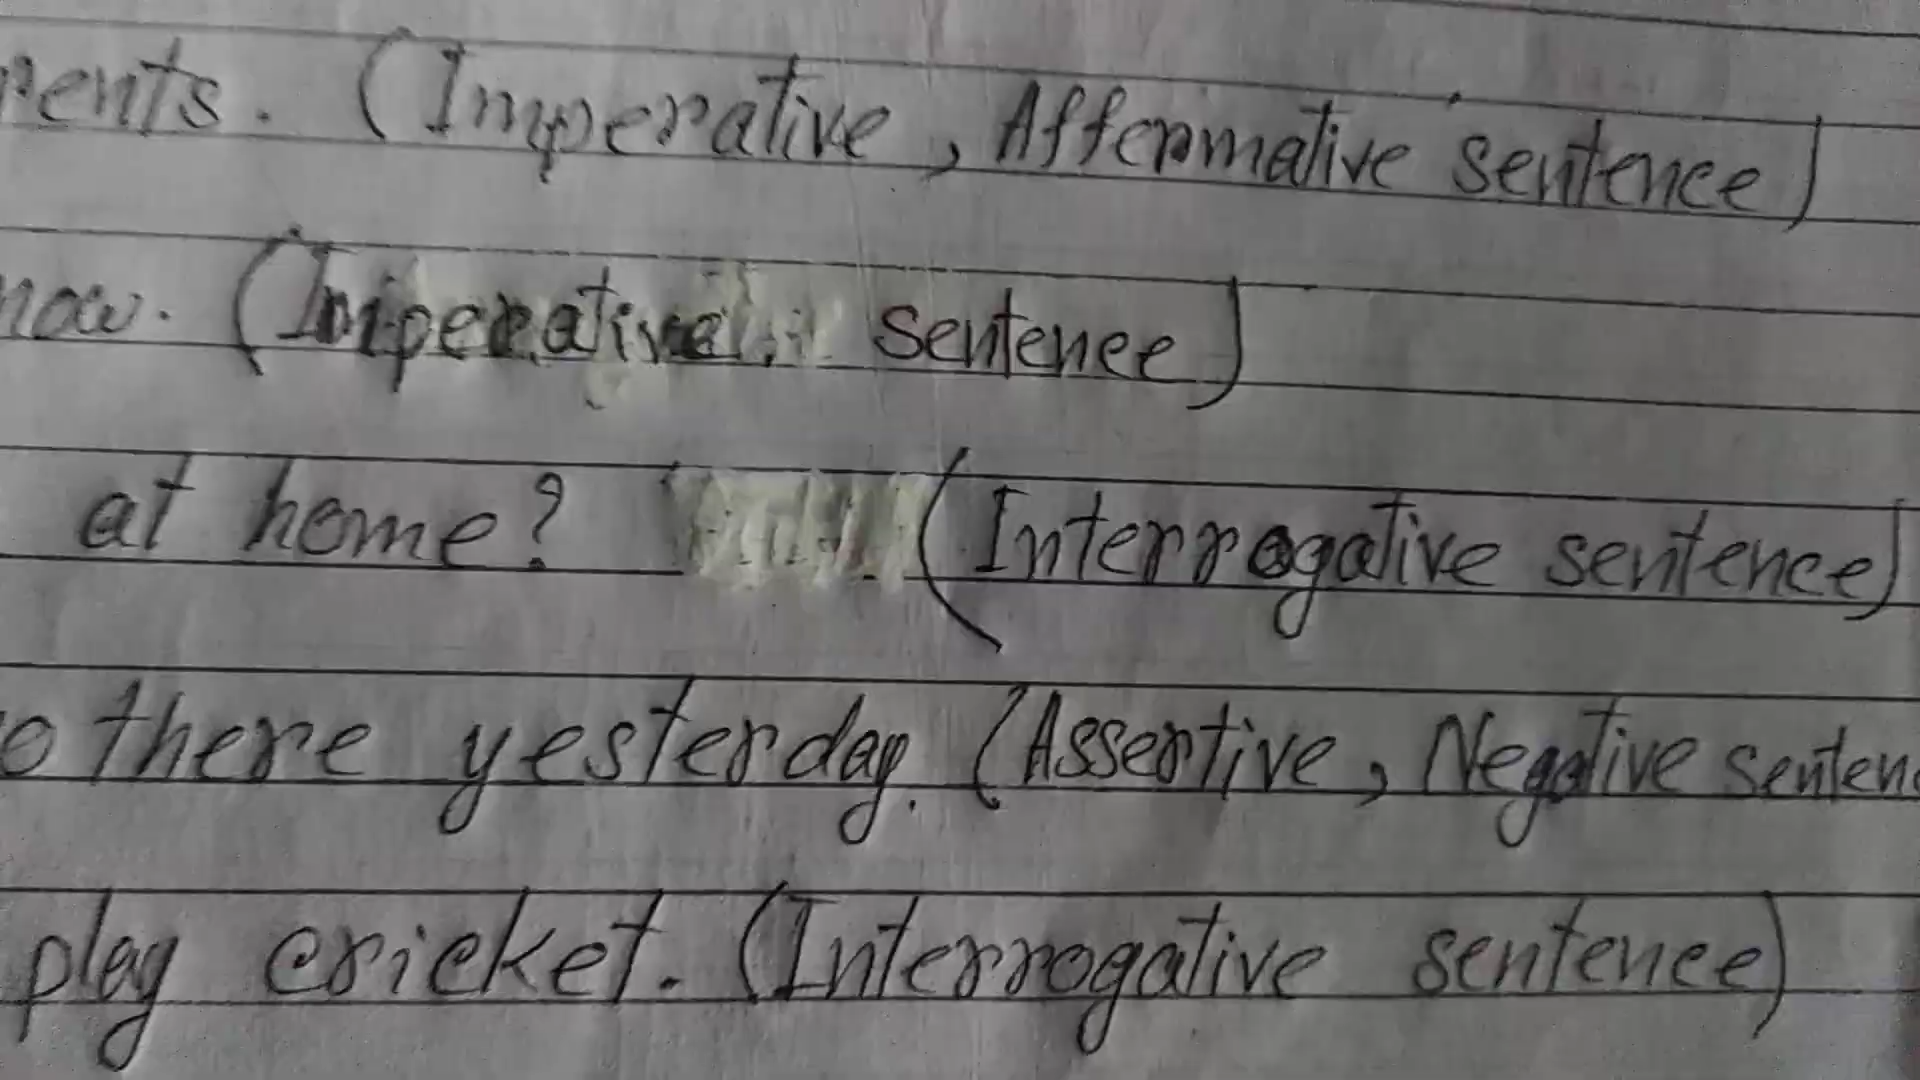 rents. (Imperative, Affermative sentence)
now. (Imperative sentence)
at home? (Interrogative sentence)
o there yesterday. (Assertive, Negative senten
play cricket. (Interrogative sentence)